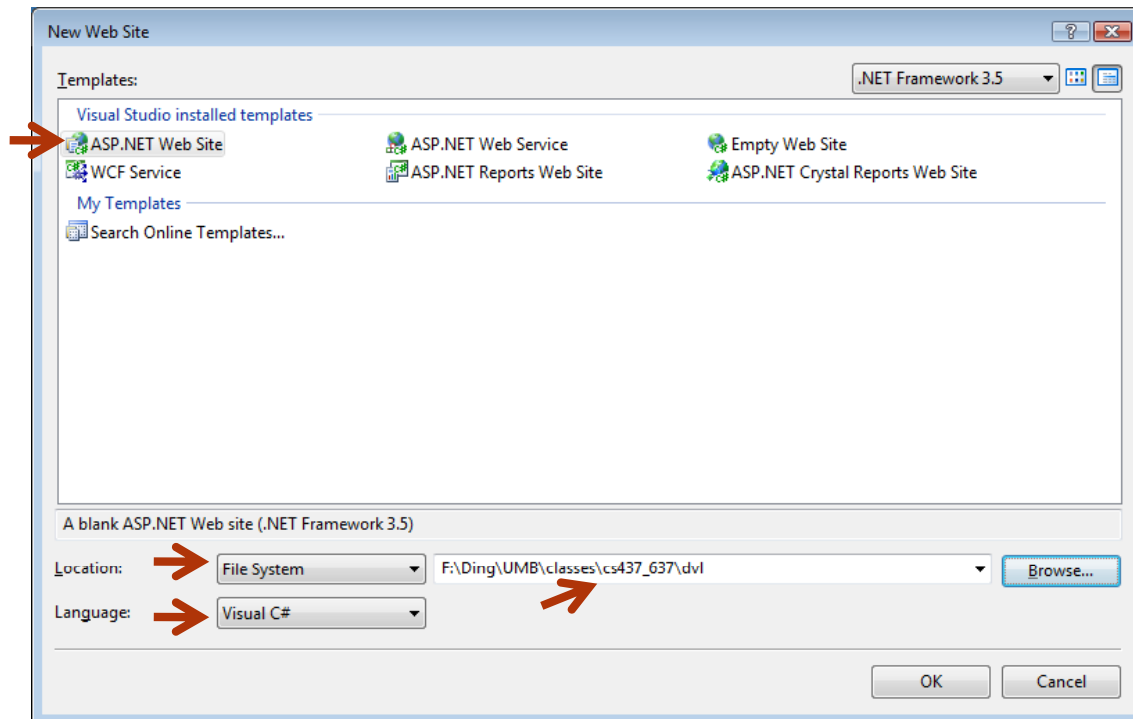 New Web Site
Templates:
.NET Framework 3.5
Visual Studio installed templates
ASP.NET Web Site
ASP.NET Web Service
Empty Web Site
WCF Service
ASP.NET Reports Web Site
ASP.NET Crystal Reports Web Site
My Templates
Search Online Templates...
A blank ASP.NET Web site (.NET Framework 3.5)
Location:
File System
F:\Ding\UMB\classes\cs437_637\dvl
Browse...
Language:
Visual C#
OK
Cancel